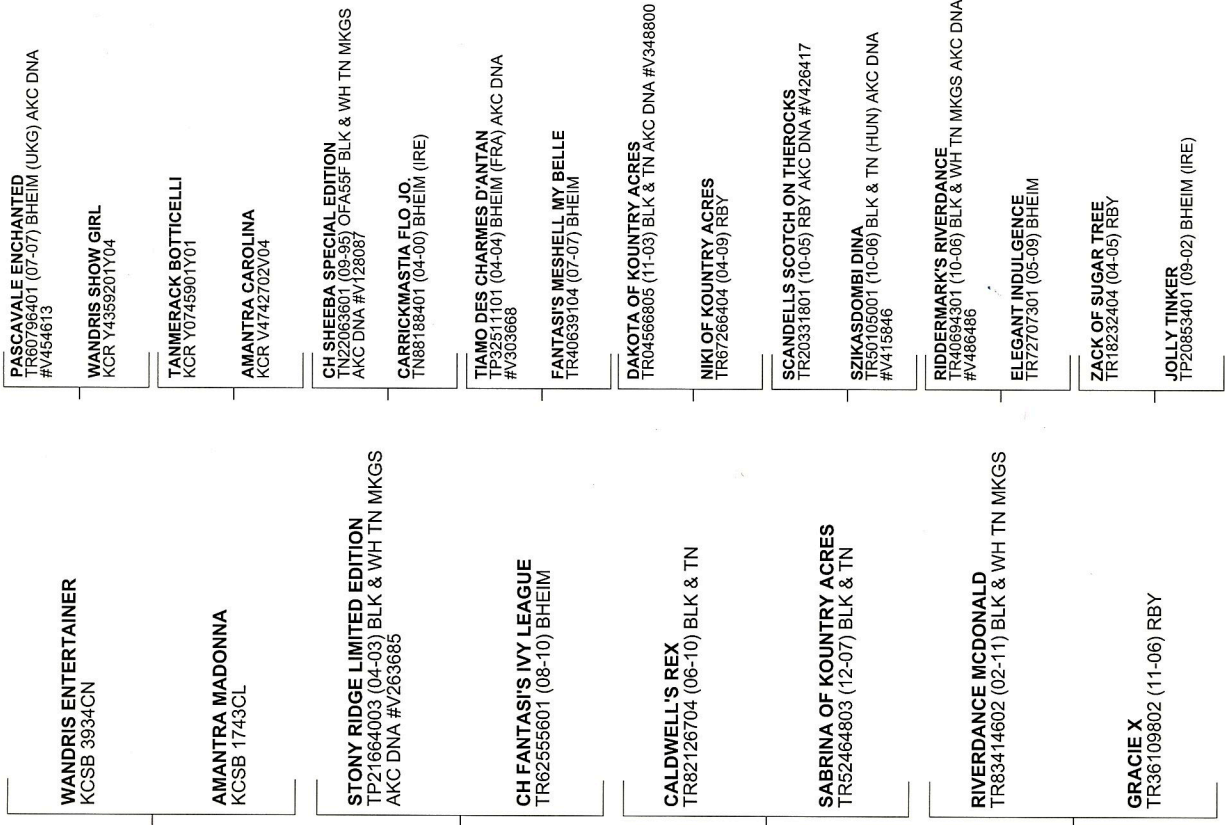 WANDRIS ENTERTAINER
KCSB 3934CN
AMANTRA MADONNA
KCSB 1743CL
STONY RIDGE LIMITED EDITION
TP21664003 (04-03) BLK & WH TN MKGS
AKC DNA #V263685
CH FANTASI'S IVY LEAGUE
TR62555601 (08-10) BHEIM
CALDWELL'S REX
TR82126704 (06-10) BLK & TN
SABRINA OF KOUNTRY ACRES
TR52464803 (12-07) BLK & TN
RIVERDANCE MCDONALD
TR83414602 (02-11) BLK & WH TN MKGS
GRACIE X
TR36109802 (11-06) RBY
PASCAVALE ENCHANTED
TR60796401 (07-07) BHEIM (UKG) AKC DNA
#V454613
WANDRIS SHOW GIRL
KCR Y4359201Y04
TANMERACK BOTTICELLI
KCR Y0745901Y01
AMANTRA CAROLINA
KCR V4742702V04
CH SHEEBA SPECIAL EDITION
TN22063601 (09-95) OFA55F BLK & WH TN MKGS
AKC DNA #V128087
CARRICKMASTIA FLO JO.
TN88188401 (04-00) BHEIM (IRE)
TIAMO DES CHARMES D'ANTAN
TP32511101 (04-04) BHEIM (FRA) AKC DNA
#V303668
FANTASI'S MESHELL MY BELLE
TR40639104 (07-07) BHEIM
DAKOTA OF KOUNTRY ACRES
TR04566805 (11-03) BLK & TN AKC DNA #V348800
NIKI OF KOUNTRY ACRES
TR67266404 (04-09) RBY
SCANDELLS SCOTCH ON THEROCKS
TR20331801 (10-05) RBY AKC DNA #V426417
SZIKASDOMBI DINA
TR50105001 (10-06) BLK & TN (HUN) AKC DNA
#V415846
RIDDERMARK'S RIVERDANCE
TR40694301 (10-06) BLK & WH TN MKGS AKC DNA
#V486486
ELEGANT INDULGENCE
TR72707301 (05-09) BHEIM
ZACK OF SUGAR TREE
TR18232404 (04-05) RBY
JOLLY TINKER
TP20853401 (09-02) BHEIM (IRE)